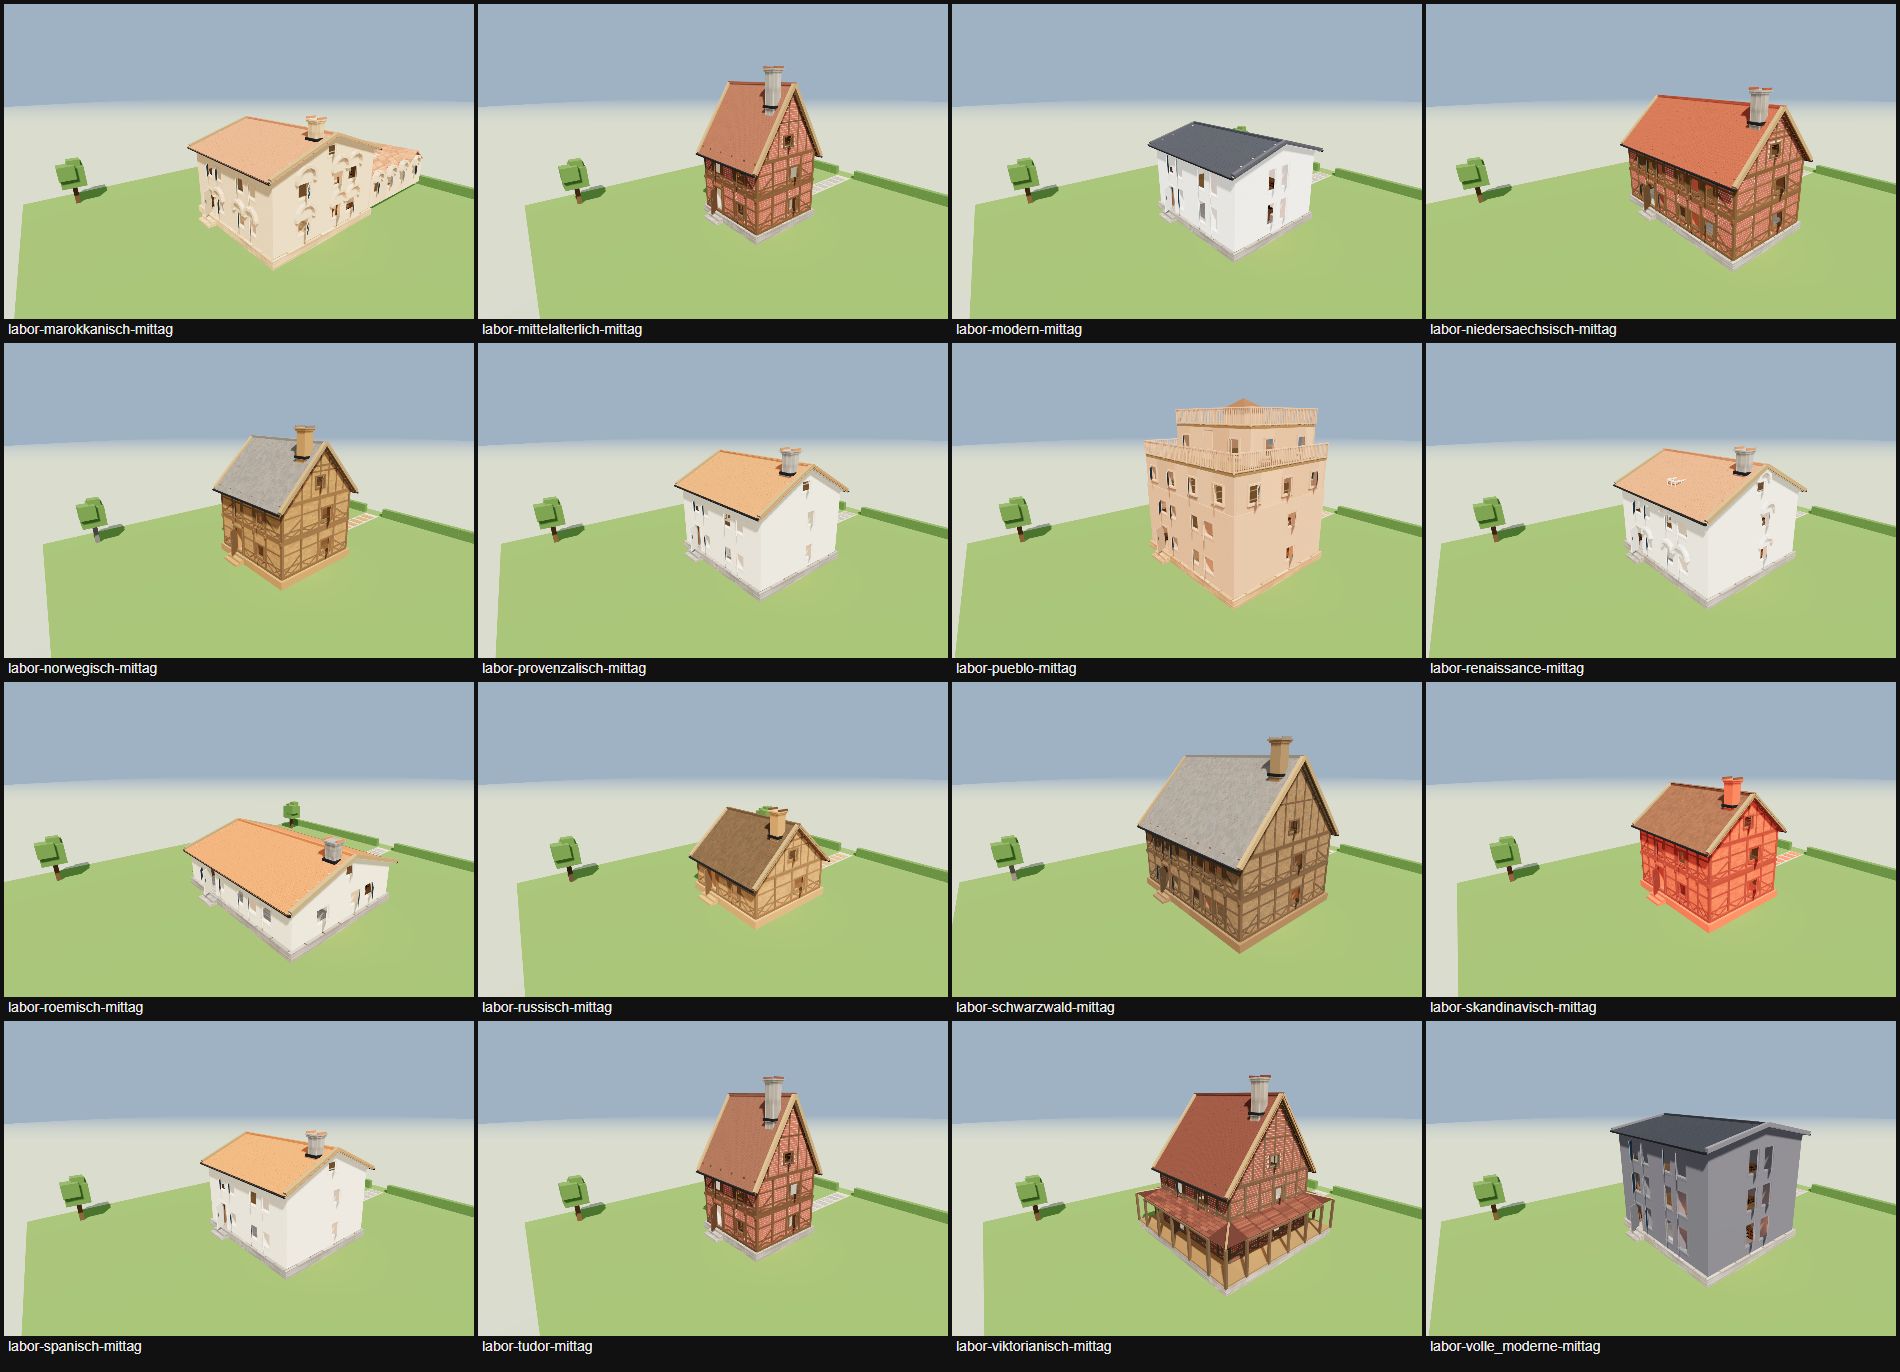 labor-marokkanisch-mittag
labor-mittelalterlich-mittag
labor-modern-mittag
labor-niedersaechsisch-mittag
labor-norwegisch-mittag
labor-provenzalisch-mittag
labor-pueblo-mittag
labor-renaissance-mittag
labor-roemisch-mittag
labor-russisch-mittag
labor-schwarzwald-mittag
labor-skandinavisch-mittag
labor-spanisch-mittag
labor-tudor-mittag
labor-viktorianisch-mittag
labor-volle_moderne-mittag